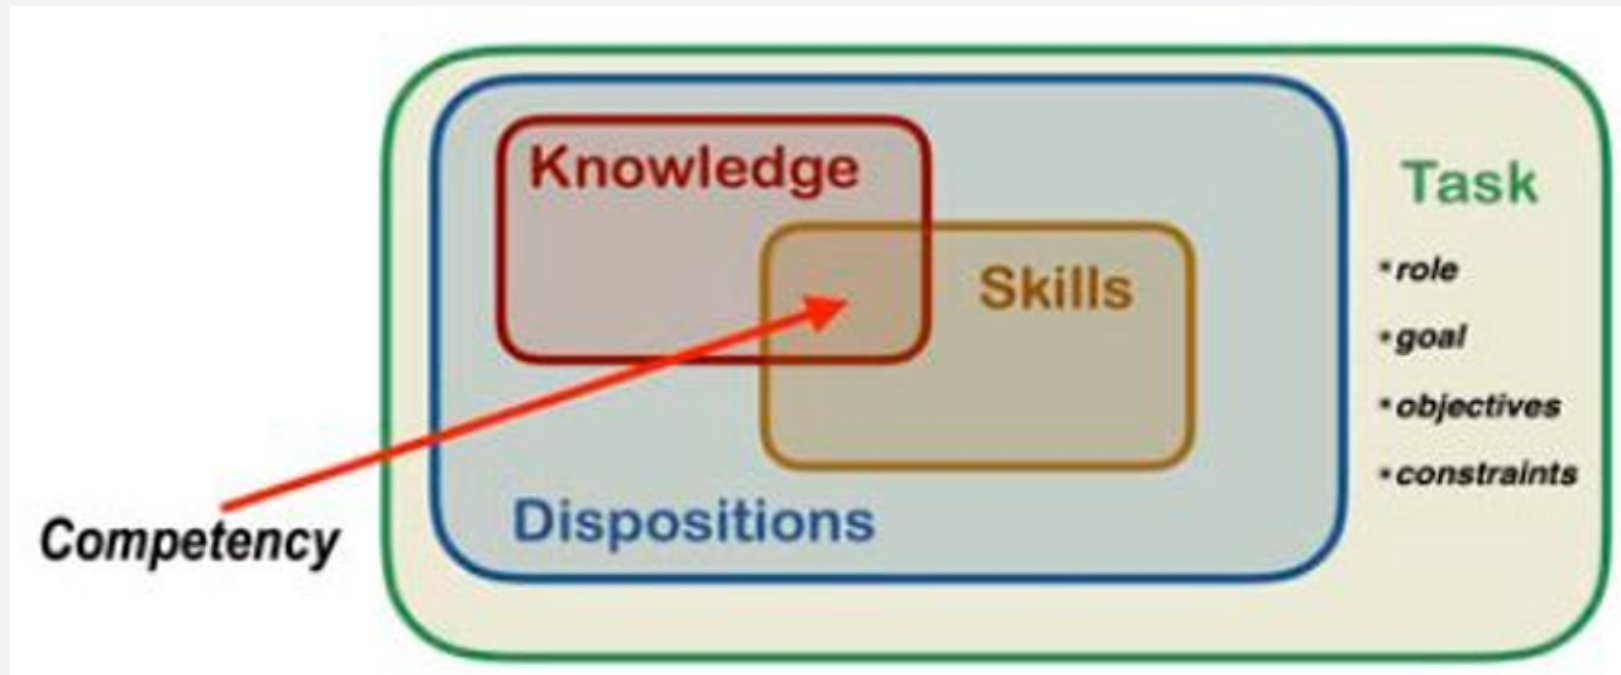 Knowledge
Task
Skills
▪role
▪goal
▪objectives
▪constraints
Dispositions
Competency